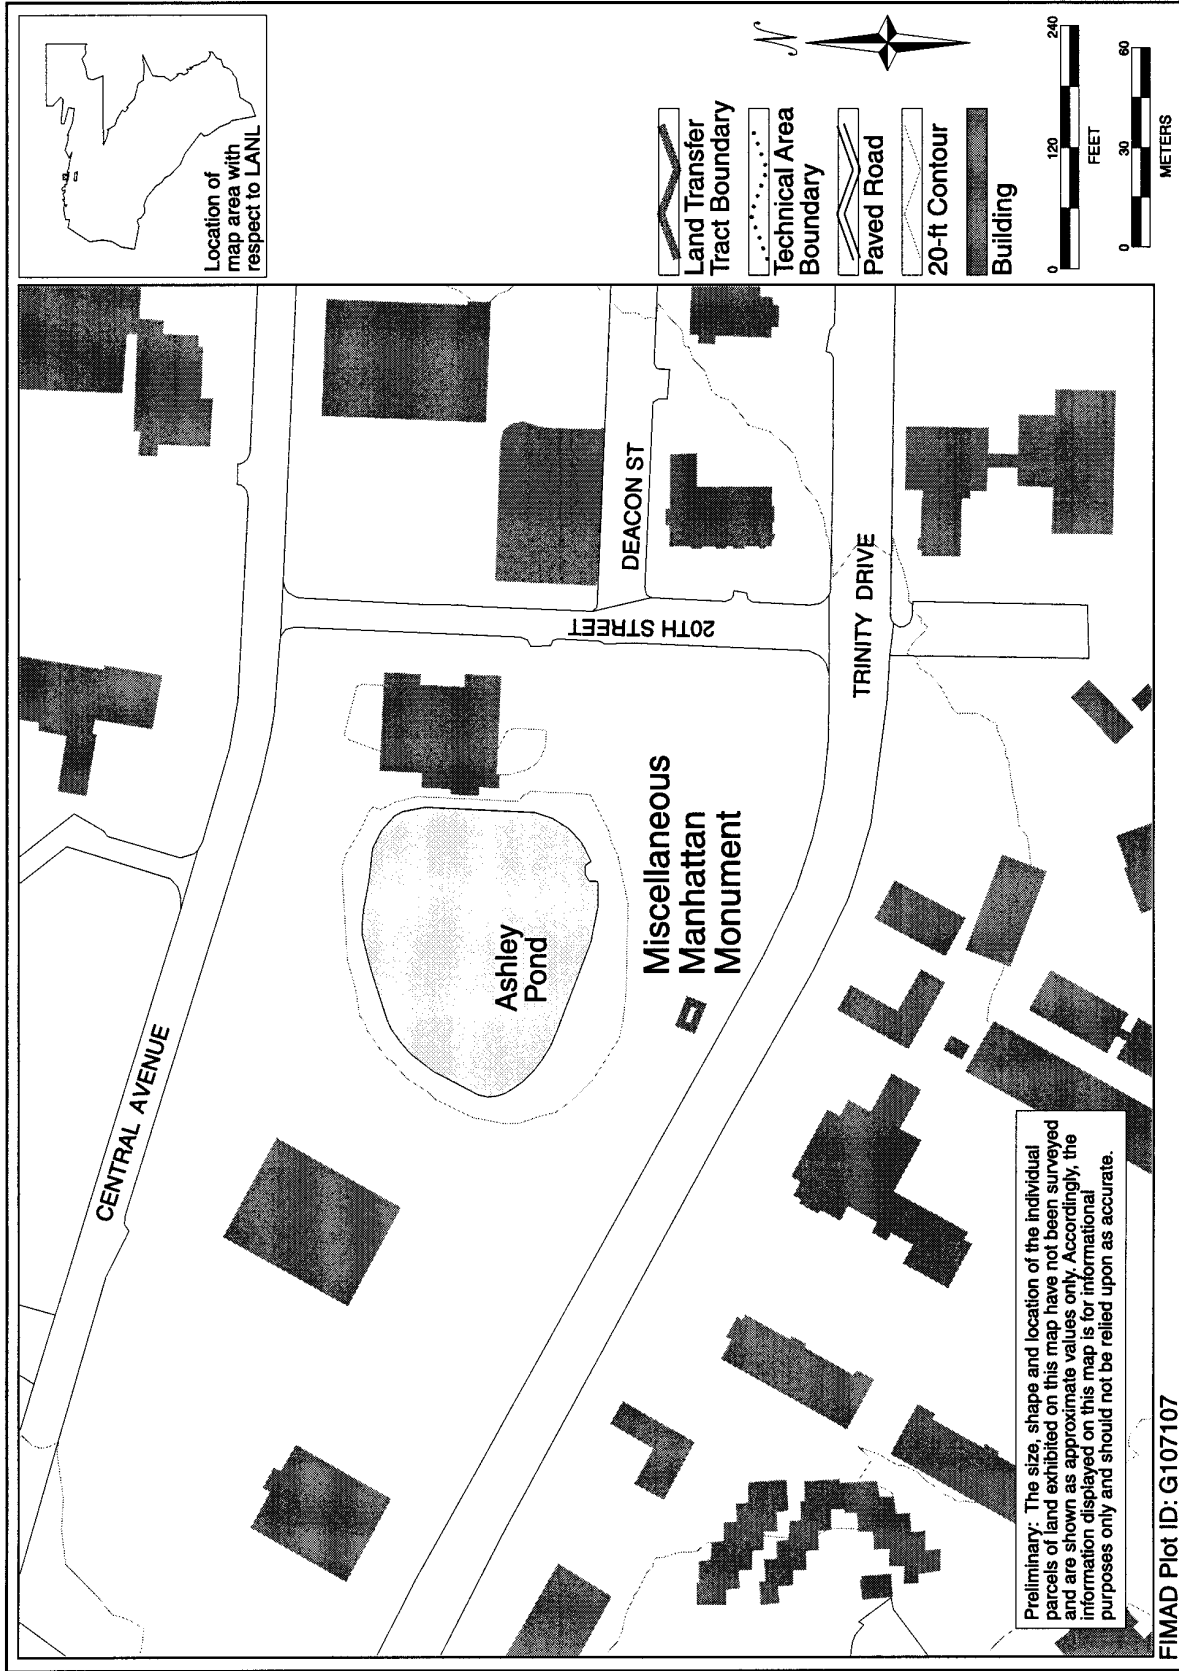 CENTRAL AVENUE
Ashley
Pond
Miscellaneous
Manhattan
Monument
20TH STREET
DEACON ST
TRINITY DRIVE
Location of
map area with
respect to LANL
N
Land Transfer
Tract Boundary
Technical Area
Boundary
Paved Road
20-ft Contour
Building
0 120 240
FEET
0 30 60
METERS
Preliminary: The size, shape and location of the individual
parcels of land exhibited on this map have not been surveyed
and are shown as approximate values only. Accordingly, the
information displayed on this map is for informational
purposes only and should not be relied upon as accurate.
FIMAD Plot ID: G107107